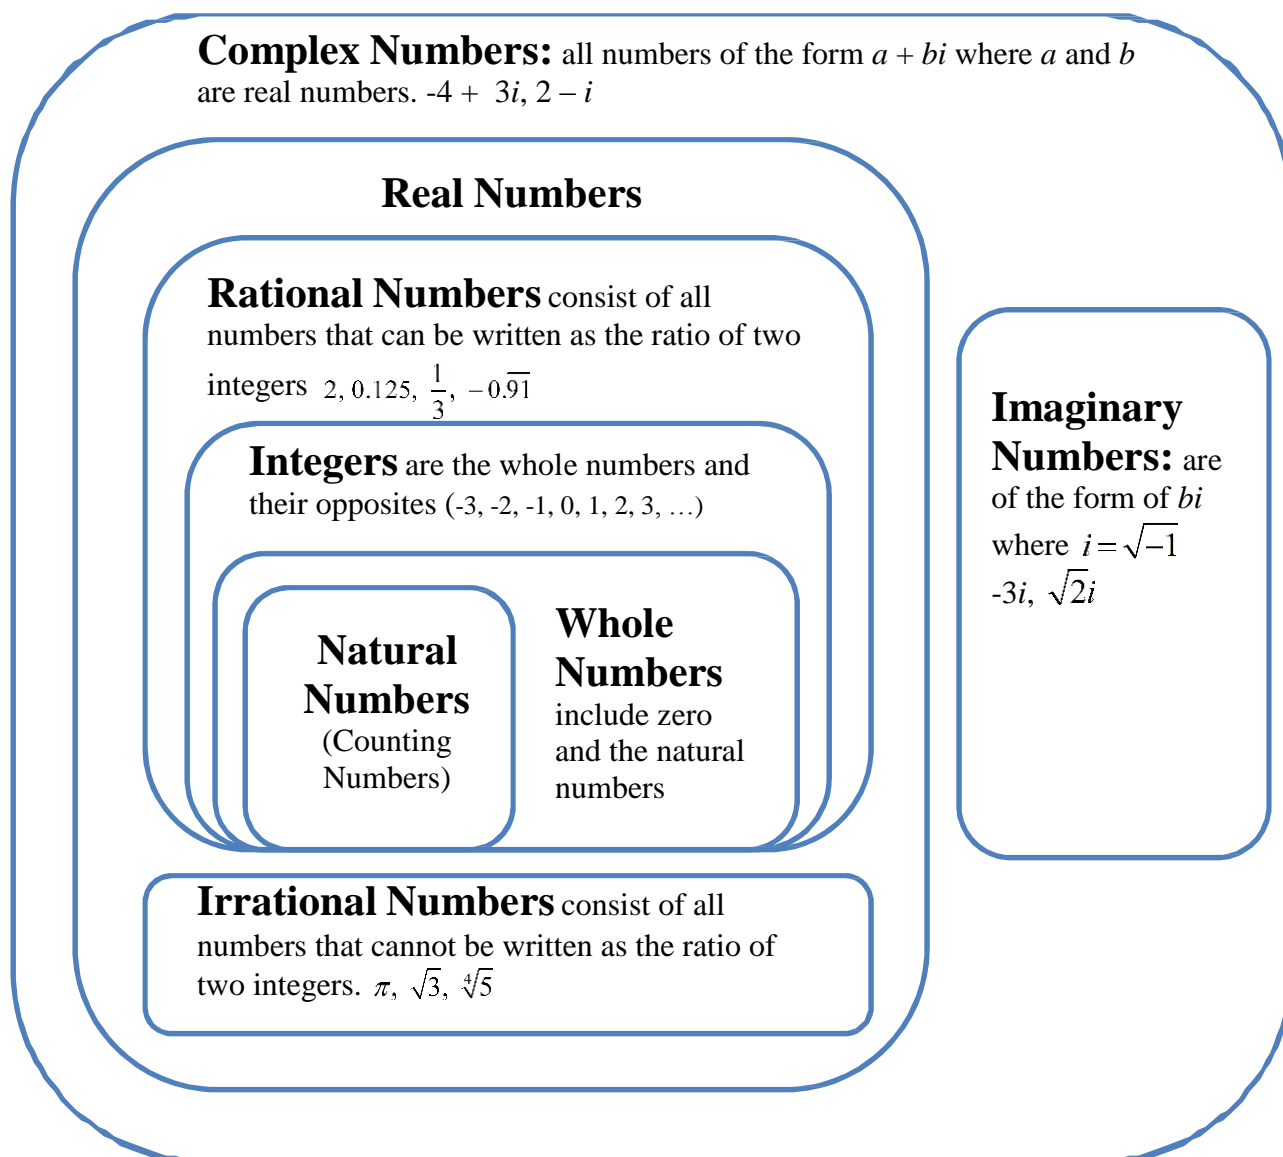 Complex Numbers: all numbers of the form a + bi where a and b
are real numbers. -4 + 3i, 2 – i
Real Numbers
Rational Numbers consist of all
numbers that can be written as the ratio of two
integers 2, 0.125, 1/3, −0.9̅1̅
Integers are the whole numbers and
their opposites (-3, -2, -1, 0, 1, 2, 3, …)
Natural
Numbers
(Counting
Numbers)
Whole
Numbers
include zero
and the natural
numbers
Irrational Numbers consist of all
numbers that cannot be written as the ratio of
two integers. π, √3, ∜5
Imaginary
Numbers: are
of the form of bi
where i = √−1
-3i, √2i